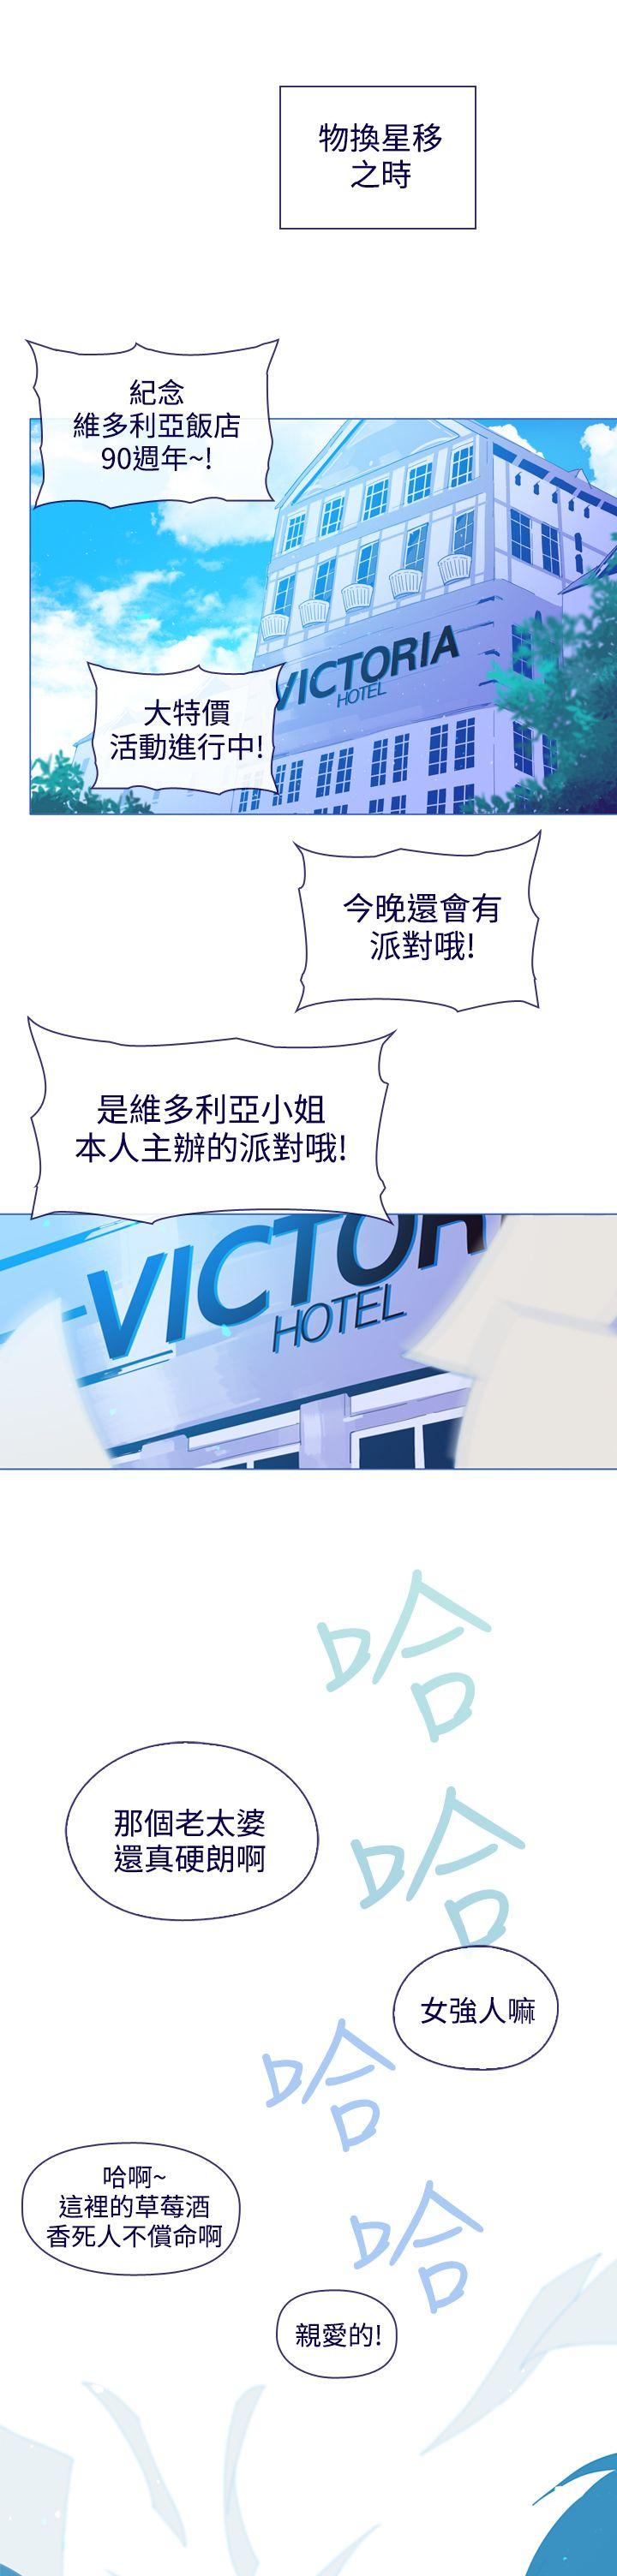 物換星移
之時
紀念
維多利亞飯店
90週年~!
VICTORIA
HOTEL
大特價
活動進行中!
今晚還會有
派對哦!
是維多利亞小姐
本人主辦的派對哦!
VICTOR
HOTEL
哈
那個老太婆
還真硬朗啊
哈
女強人嘛
哈
哈啊~
這裡的草莓酒
香死人不償命啊
哈
親愛的!